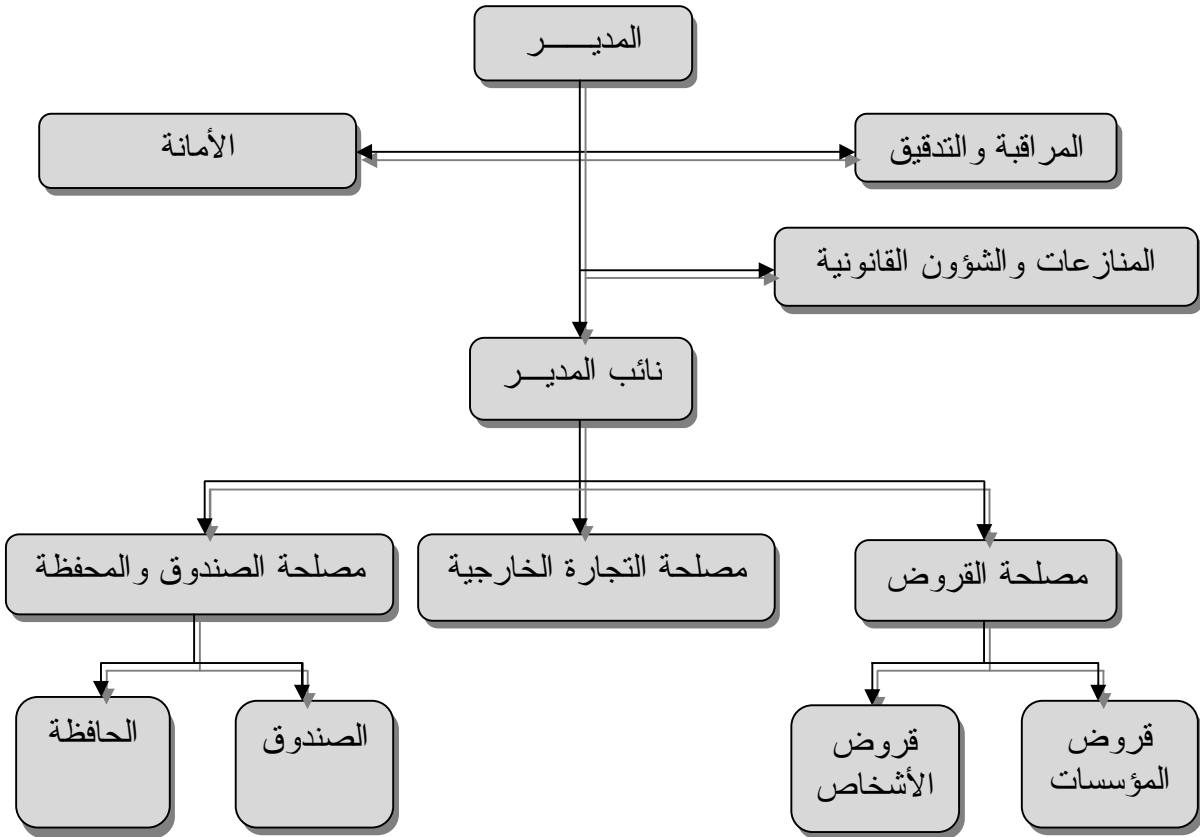 المديـــــر
المراقبة والتدقيق
الأمانة
المنازعات والشؤون القانونية
نائب المديـــر
مصلحة القروض
مصلحة التجارة الخارجية
مصلحة الصندوق والمحفظة
قروض
المؤسسات
قروض
الأشخاص
الصندوق
الحافظة